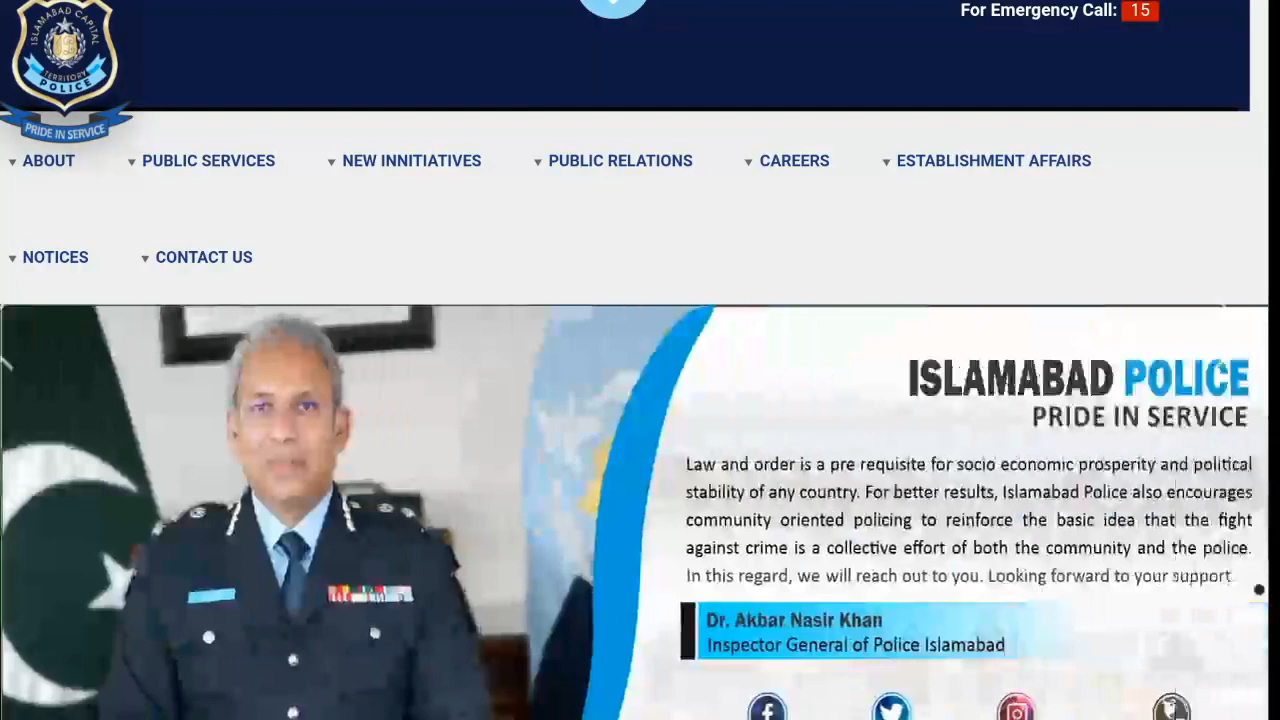 For Emergency Call: 15
ISLAMABAD CAPITAL
TERRITORY
POLICE
PRIDE IN SERVICE
ABOUT
PUBLIC SERVICES
NEW INNITIATIVES
PUBLIC RELATIONS
CAREERS
ESTABLISHMENT AFFAIRS
NOTICES
CONTACT US
ISLAMABAD POLICE
PRIDE IN SERVICE
Law and order is a pre requisite for socio economic prosperity and political
stability of any country. For better results, Islamabad Police also encourages
community oriented policing to reinforce the basic idea that the fight
against crime is a collective effort of both the community and the police.
In this regard, we will reach out to you. Looking forward to your support.
Dr. Akbar Nasir Khan
Inspector General of Police Islamabad